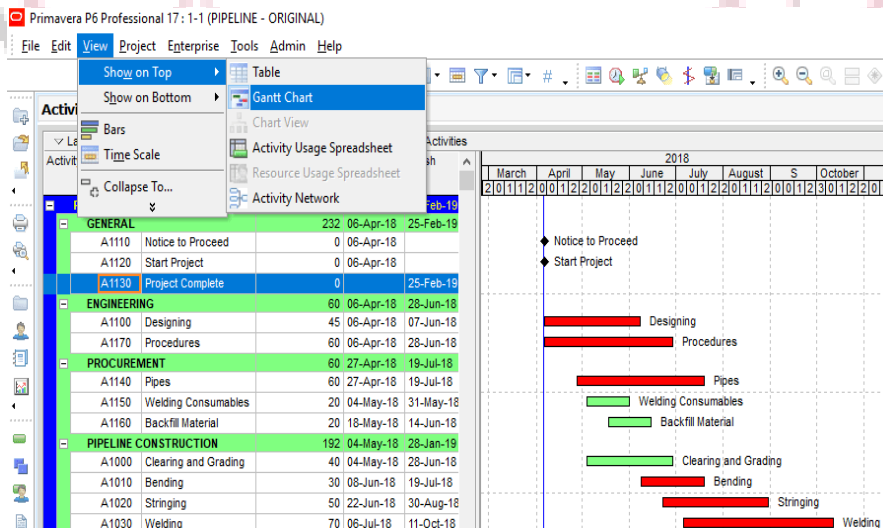 Primavera P6 Professional 17 : 1-1 (PIPELINE - ORIGINAL)
File Edit View Project Enterprise Tools Admin Help
Show on Top
Show on Bottom
Bars
Time Scale
Collapse To...
Table
Gantt Chart
Chart View
Activity Usage Spreadsheet
Resource Usage Spreadsheet
Activity Network
Activi
La
Activities
Activit
sh
2018
March April May June July August S October
-Feb-19
GENERAL 232 06-Apr-18 25-Feb-19
A1110 Notice to Proceed 0 06-Apr-18 Notice to Proceed
A1120 Start Project 0 06-Apr-18 Start Project
A1130 Project Complete 0 25-Feb-19
ENGINEERING 60 06-Apr-18 28-Jun-18
A1100 Designing 45 06-Apr-18 07-Jun-18 Designing
A1170 Procedures 60 06-Apr-18 28-Jun-18 Procedures
PROCUREMENT 60 27-Apr-18 19-Jul-18
A1140 Pipes 60 27-Apr-18 19-Jul-18 Pipes
A1150 Welding Consumables 20 04-May-18 31-May-18 Welding Consumables
A1160 Backfill Material 20 18-May-18 14-Jun-18 Backfill Material
PIPELINE CONSTRUCTION 192 04-May-18 28-Jan-19
A1000 Clearing and Grading 40 04-May-18 28-Jun-18 Clearing and Grading
A1010 Bending 30 08-Jun-18 19-Jul-18 Bending
A1020 Stringing 50 22-Jun-18 30-Aug-18 Stringing
A1030 Welding 70 06-Jul-18 11-Oct-18 Welding